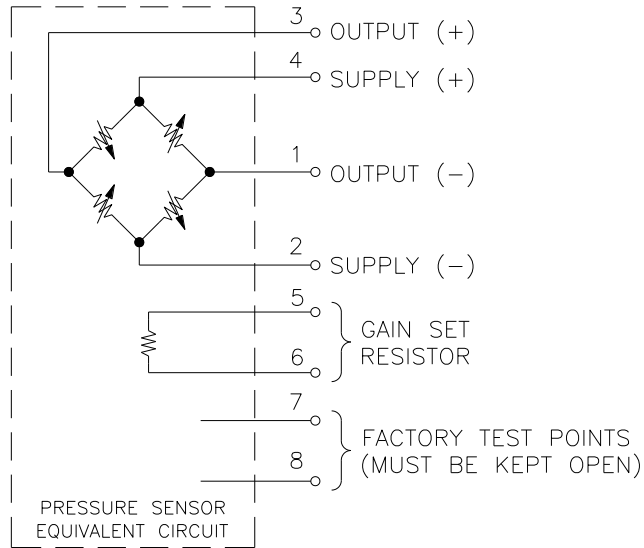 3 OUTPUT (+)
4 SUPPLY (+)
1 OUTPUT (-)
2 SUPPLY (-)
5
GAIN SET
RESISTOR
6
7
FACTORY TEST POINTS
(MUST BE KEPT OPEN)
8
PRESSURE SENSOR
EQUIVALENT CIRCUIT